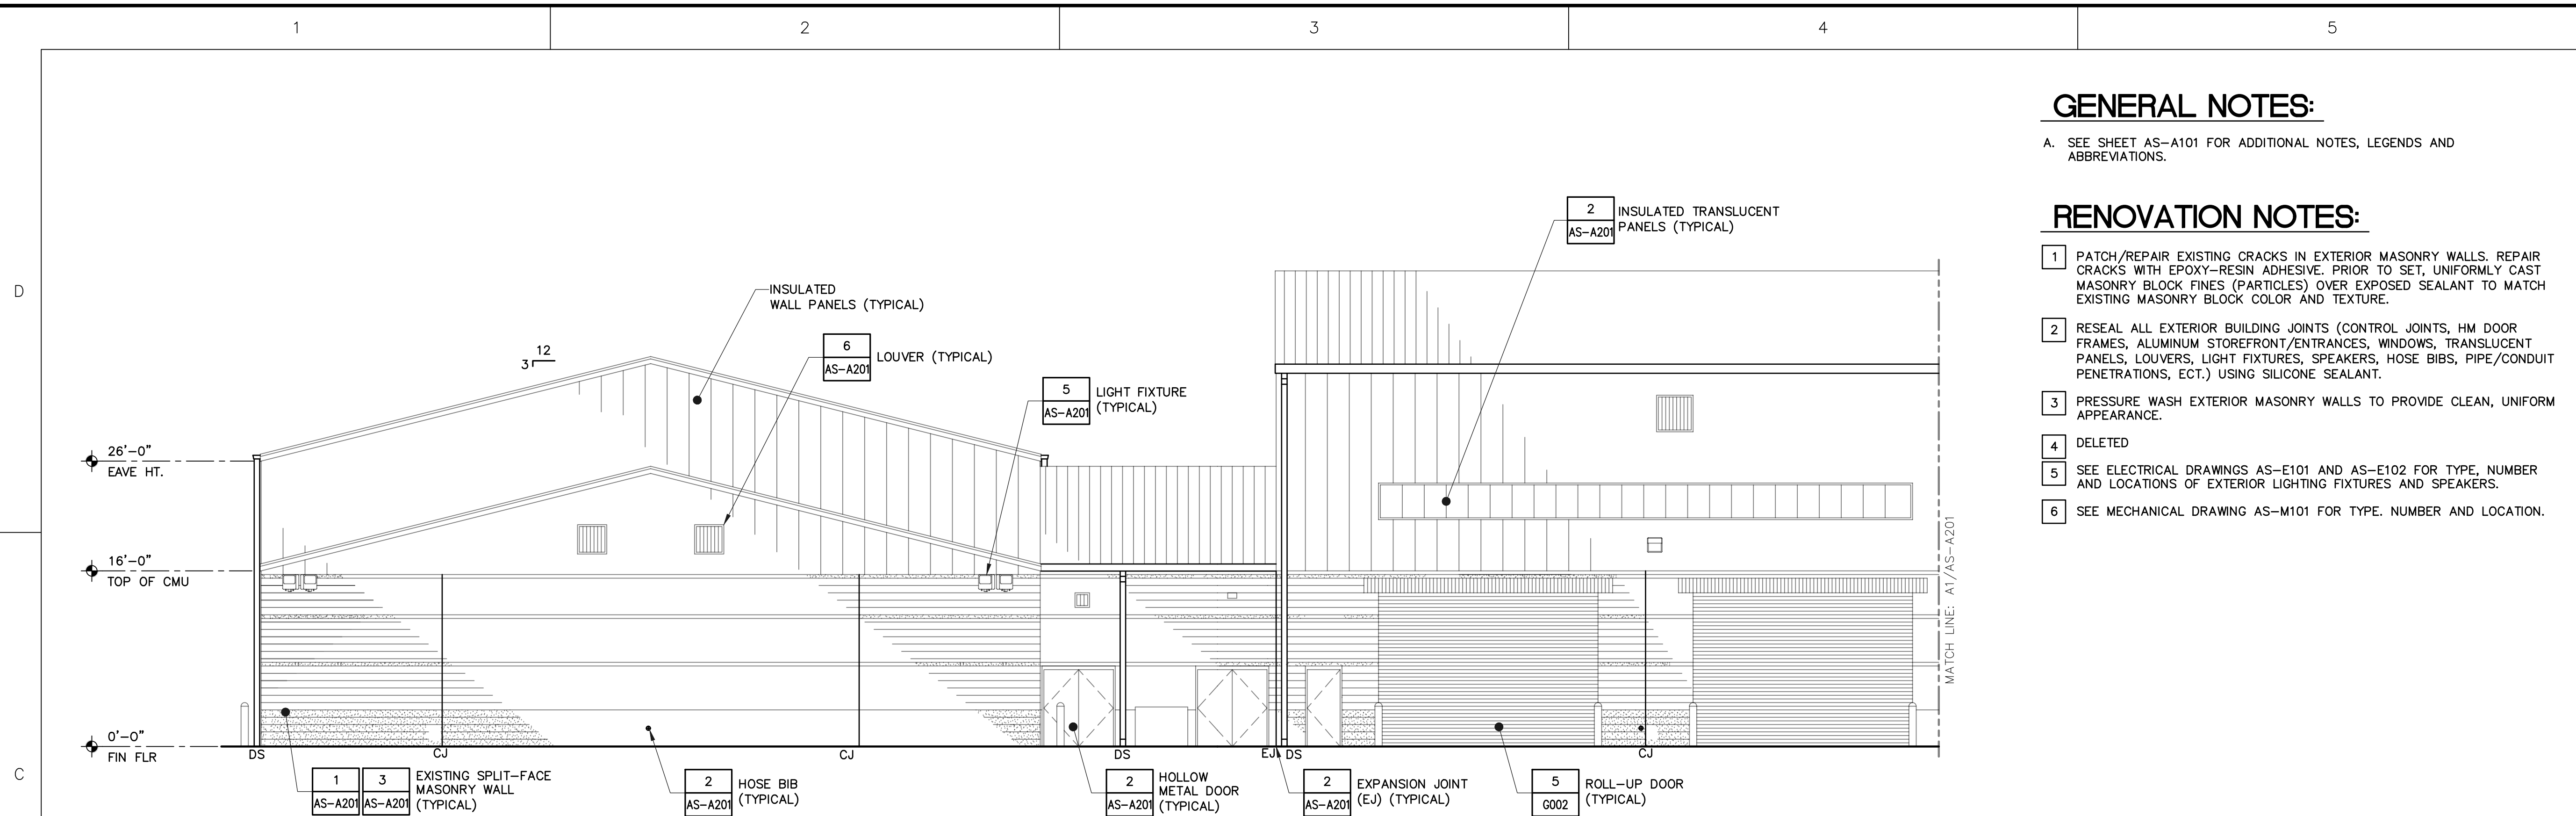 1 2 3 4 5
GENERAL NOTES:
A. SEE SHEET AS-A101 FOR ADDITIONAL NOTES, LEGENDS AND
ABBREVIATIONS.
RENOVATION NOTES:
1 PATCH/REPAIR EXISTING CRACKS IN EXTERIOR MASONRY WALLS. REPAIR
CRACKS WITH EPOXY-RESIN ADHESIVE. PRIOR TO SET, UNIFORMLY CAST
MASONRY BLOCK FINES (PARTICLES) OVER EXPOSED SEALANT TO MATCH
EXISTING MASONRY BLOCK COLOR AND TEXTURE.
2 RESEAL ALL EXTERIOR BUILDING JOINTS (CONTROL JOINTS, HM DOOR
FRAMES, ALUMINUM STOREFRONT/ENTRANCES, WINDOWS, TRANSLUCENT
PANELS, LOUVERS, LIGHT FIXTURES, SPEAKERS, HOSE BIBS, PIPE/CONDUIT
PENETRATIONS, ECT.) USING SILICONE SEALANT.
3 PRESSURE WASH EXTERIOR MASONRY WALLS TO PROVIDE CLEAN, UNIFORM
APPEARANCE.
4 DELETED
5 SEE ELECTRICAL DRAWINGS AS-E101 AND AS-E102 FOR TYPE, NUMBER
AND LOCATIONS OF EXTERIOR LIGHTING FIXTURES AND SPEAKERS.
6 SEE MECHANICAL DRAWING AS-M101 FOR TYPE. NUMBER AND LOCATION.
D
C
2
AS-A201
INSULATED TRANSLUCENT
PANELS (TYPICAL)
INSULATED
WALL PANELS (TYPICAL)
6
AS-A201
LOUVER (TYPICAL)
12
3
5
AS-A201
LIGHT FIXTURE
(TYPICAL)
26'-0"
EAVE HT.
16'-0"
TOP OF CMU
0'-0"
FIN FLR
MATCH LINE: A1/AS-A201
DS CJ CJ DS EJ DS CJ
1
AS-A201
3
AS-A201
EXISTING SPLIT-FACE
MASONRY WALL
(TYPICAL)
2
AS-A201
HOSE BIB
(TYPICAL)
2
AS-A201
HOLLOW
METAL DOOR
(TYPICAL)
2
AS-A201
EXPANSION JOINT
(EJ) (TYPICAL)
5
G002
ROLL-UP DOOR
(TYPICAL)